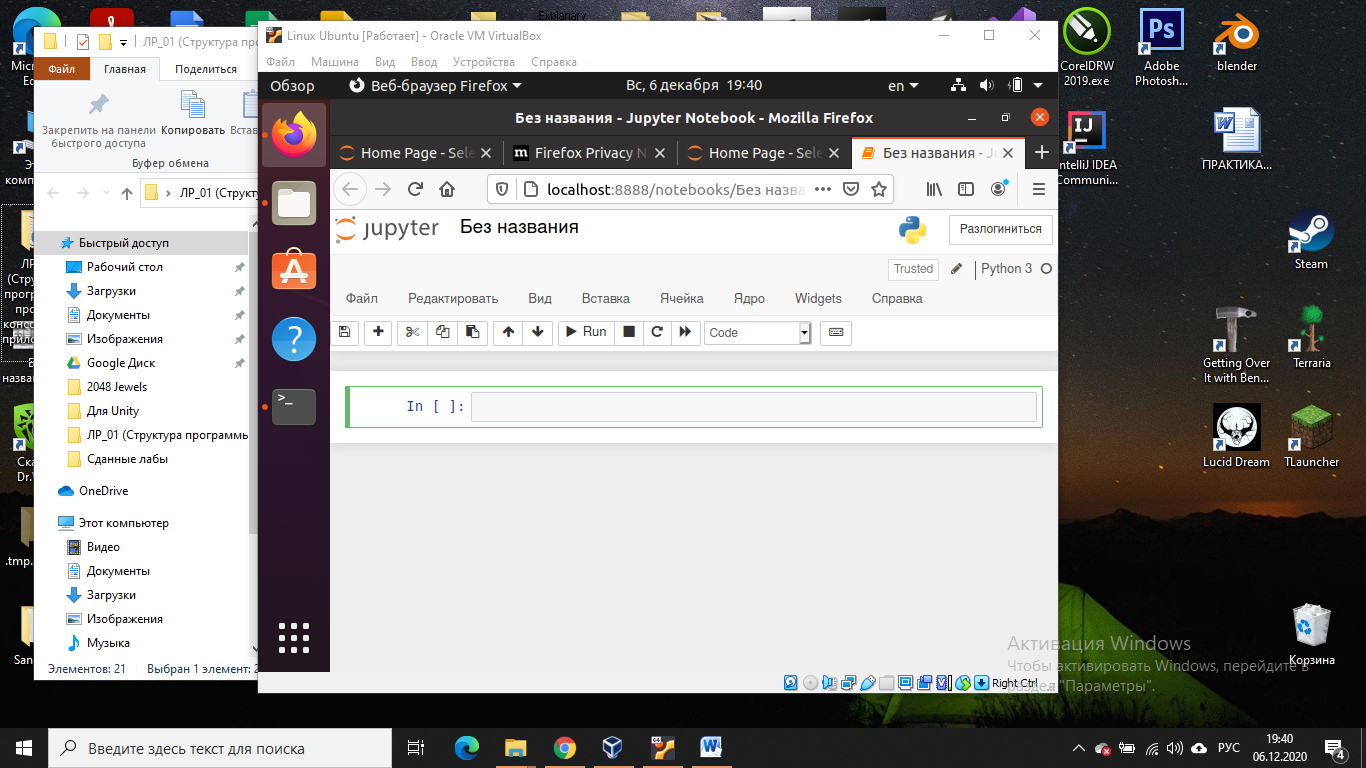 Explanary
Linux Ubuntu [Работает] - Oracle VM VirtualBox
Файл Машина Вид Ввод Устройства Справка
Обзор Веб-браузер Firefox Вс, 6 декабря 19:40 en
Без названия - Jupyter Notebook - Mozilla Firefox
Home Page - Sele Firefox Privacy N Home Page - Sele Без названия - J
localhost:8888/notebooks/Без назва
jupyter Без названия Разлогиниться
Trusted Python 3
Файл Редактировать Вид Вставка Ячейка Ядро Widgets Справка
Run Code
In [ ]:
Right Ctrl
ЛР_01 (Структура про
Файл Главная Поделиться
Закрепить на панели
быстрого доступа
Копировать Встав
Буфер обмена
ЛР_01 (Структу
Быстрый доступ
Рабочий стол
Загрузки
Документы
Изображения
Google Диск
2048 Jewels
Для Unity
ЛР_01 (Структура программь
Сданные лабы
OneDrive
Этот компьютер
Видео
Документы
Загрузки
Изображения
Музыка
Элементов: 21 Выбран 1 элемент: 2
CorelDRW
2019.exe
Adobe
Photosh...
Ps
blender
IJ
IntelliJ IDEA
Communi...
ПРАКТИКА...
Steam
Getting Over
It with Ben...
Terraria
Lucid Dream
TLauncher
Корзина
Активация Windows
Чтобы активировать Windows, перейдите в
раздел "Параметры".
Введите здесь текст для поиска
РУС
19:40
06.12.2020
4